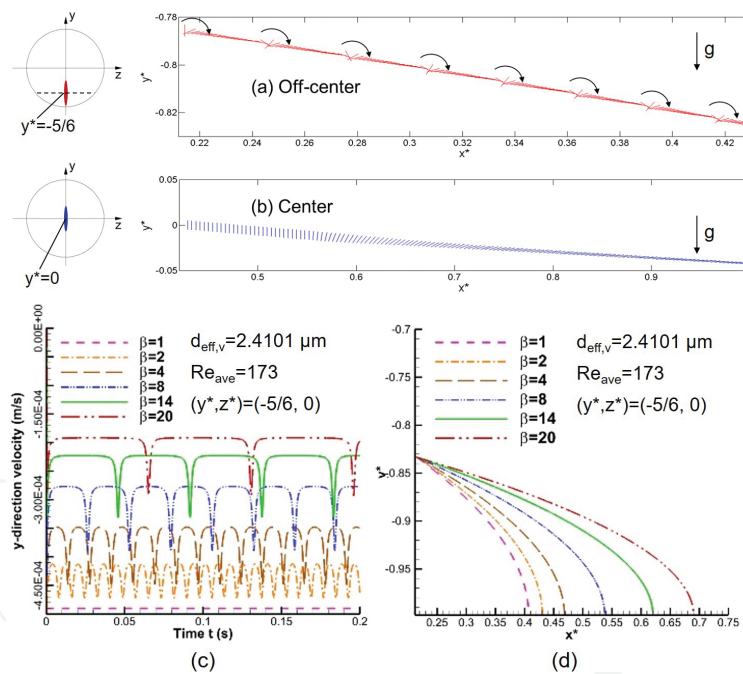 y
z
y*=-5/6
-0.78
-0.8
-0.82
y*
(a) Off-center
g
0.22 0.24 0.26 0.28 0.3 0.32 0.34 0.36 0.38 0.4 0.42
x*
y
z
y*=0
0.05
0
-0.05
y*
(b) Center
g
0.5 0.6 0.7 0.8 0.9
x*
y-direction velocity (m/s)
0.00E+00
-1.50E-04
-3.00E-04
-4.50E-04
β=1
β=2
β=4
β=8
β=14
β=20
deff,v=2.4101 μm
Reave=173
(y*,z*)=(-5/6, 0)
0 0.05 0.1 0.15 0.2
Time t (s)
(c)
-0.7
-0.75
-0.8
-0.85
-0.9
-0.95
y*
β=1
β=2
β=4
β=8
β=14
β=20
deff,v=2.4101 μm
Reave=173
(y*,z*)=(-5/6, 0)
0.25 0.3 0.35 0.4 0.45 0.5 0.55 0.6 0.65 0.7 0.75
x*
(d)